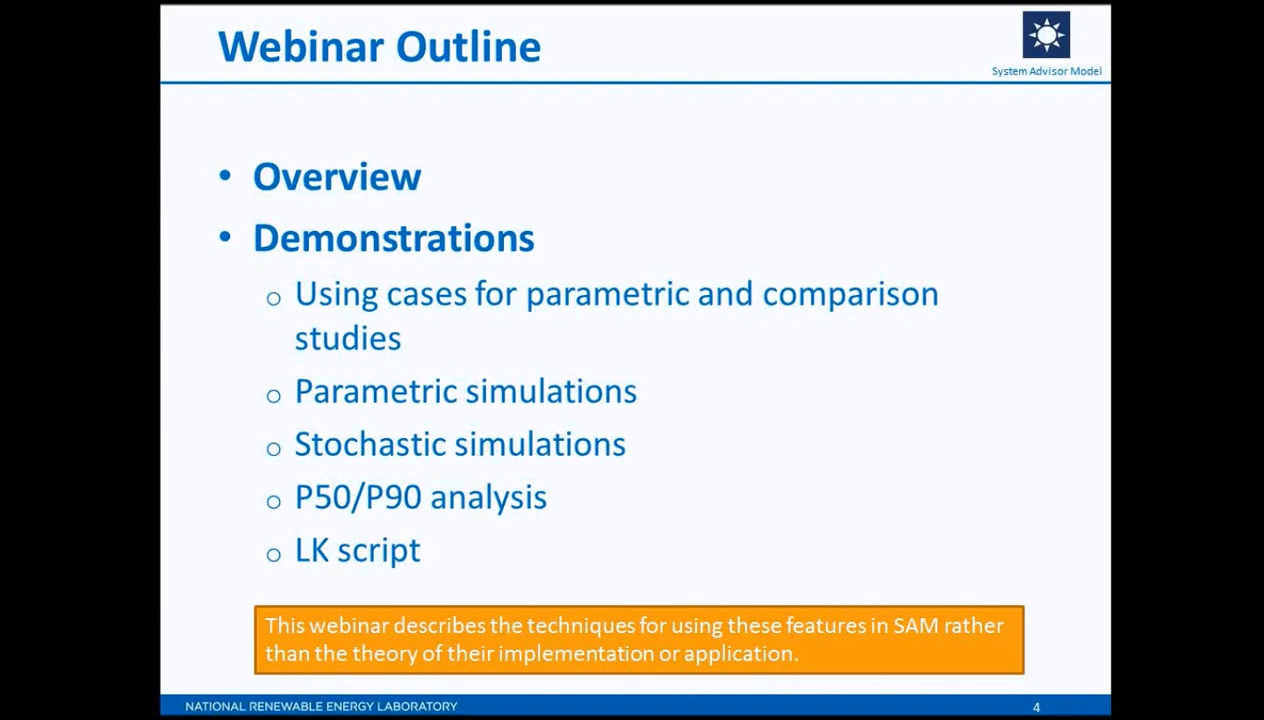 Webinar Outline
System Advisor Model
• Overview
• Demonstrations
o Using cases for parametric and comparison
studies
o Parametric simulations
o Stochastic simulations
o P50/P90 analysis
o LK script
This webinar describes the techniques for using these features in SAM rather
than the theory of their implementation or application.
NATIONAL RENEWABLE ENERGY LABORATORY
4